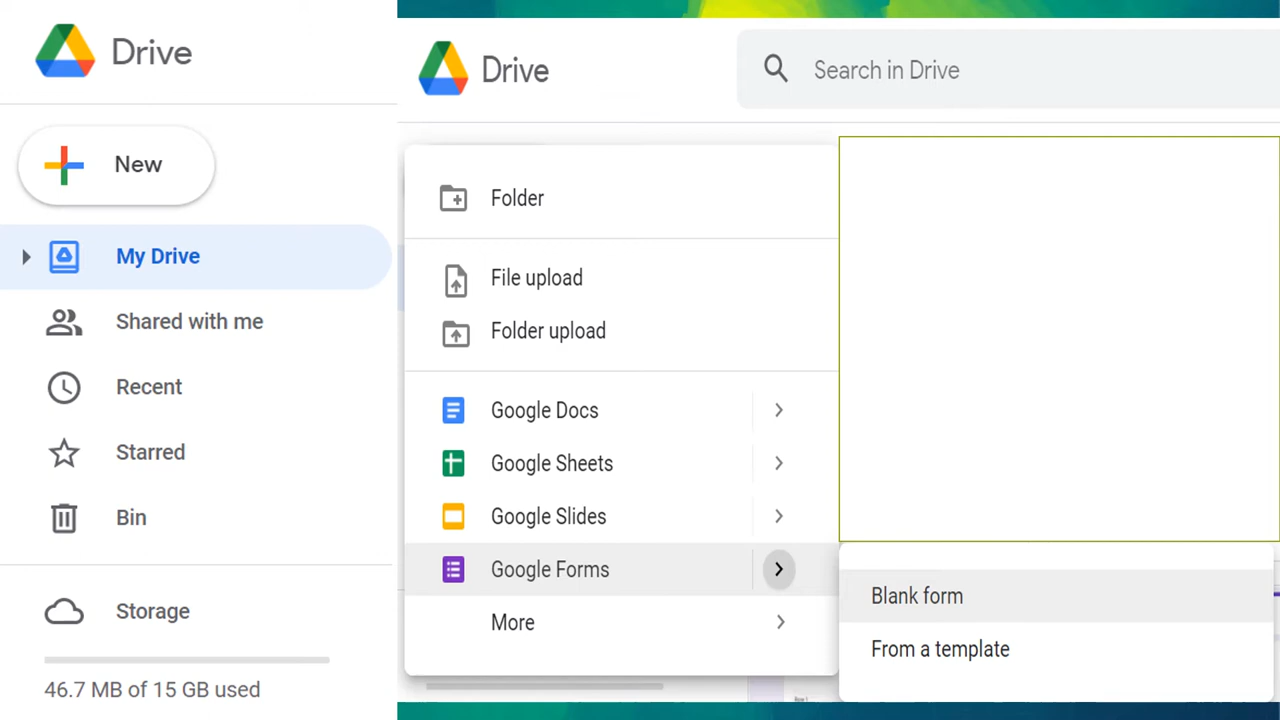 Drive
New
My Drive
Shared with me
Recent
Starred
Bin
Storage
46.7 MB of 15 GB used
Drive
Search in Drive
Folder
File upload
Folder upload
Google Docs
Google Sheets
Google Slides
Google Forms
More
Blank form
From a template